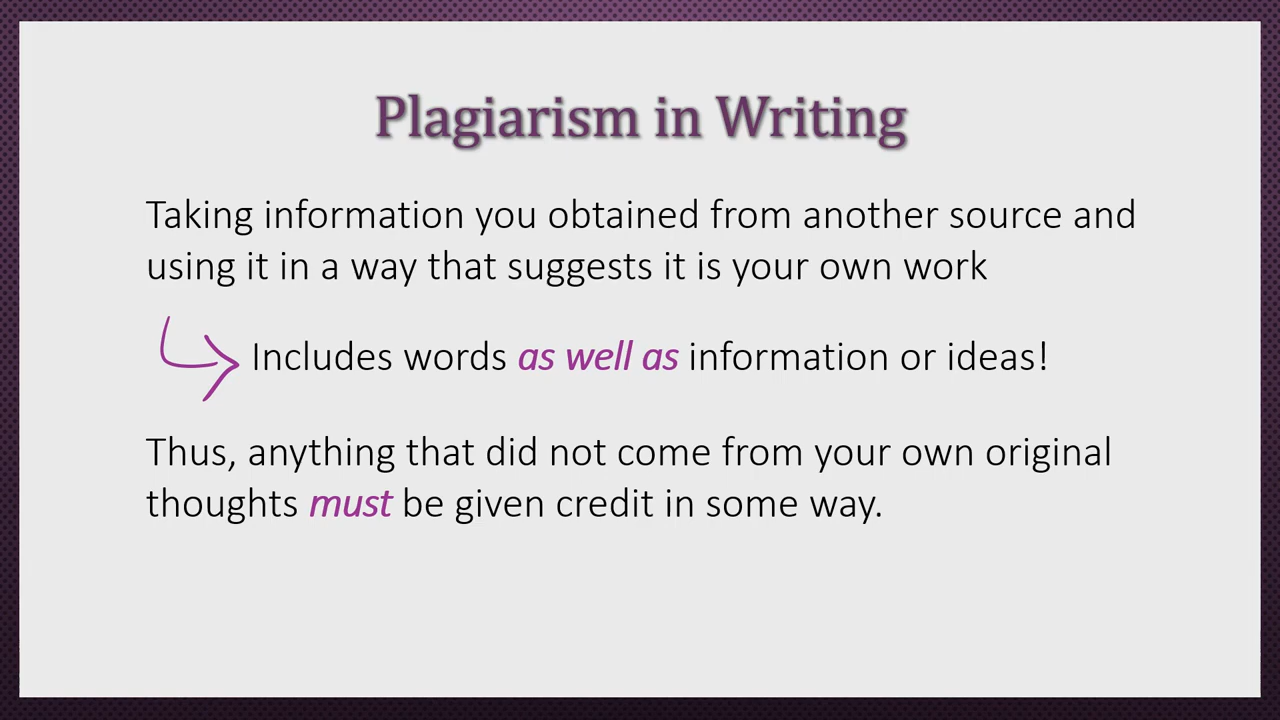 Plagiarism in Writing
Taking information you obtained from another source and
using it in a way that suggests it is your own work
Includes words as well as information or ideas!
Thus, anything that did not come from your own original
thoughts must be given credit in some way.